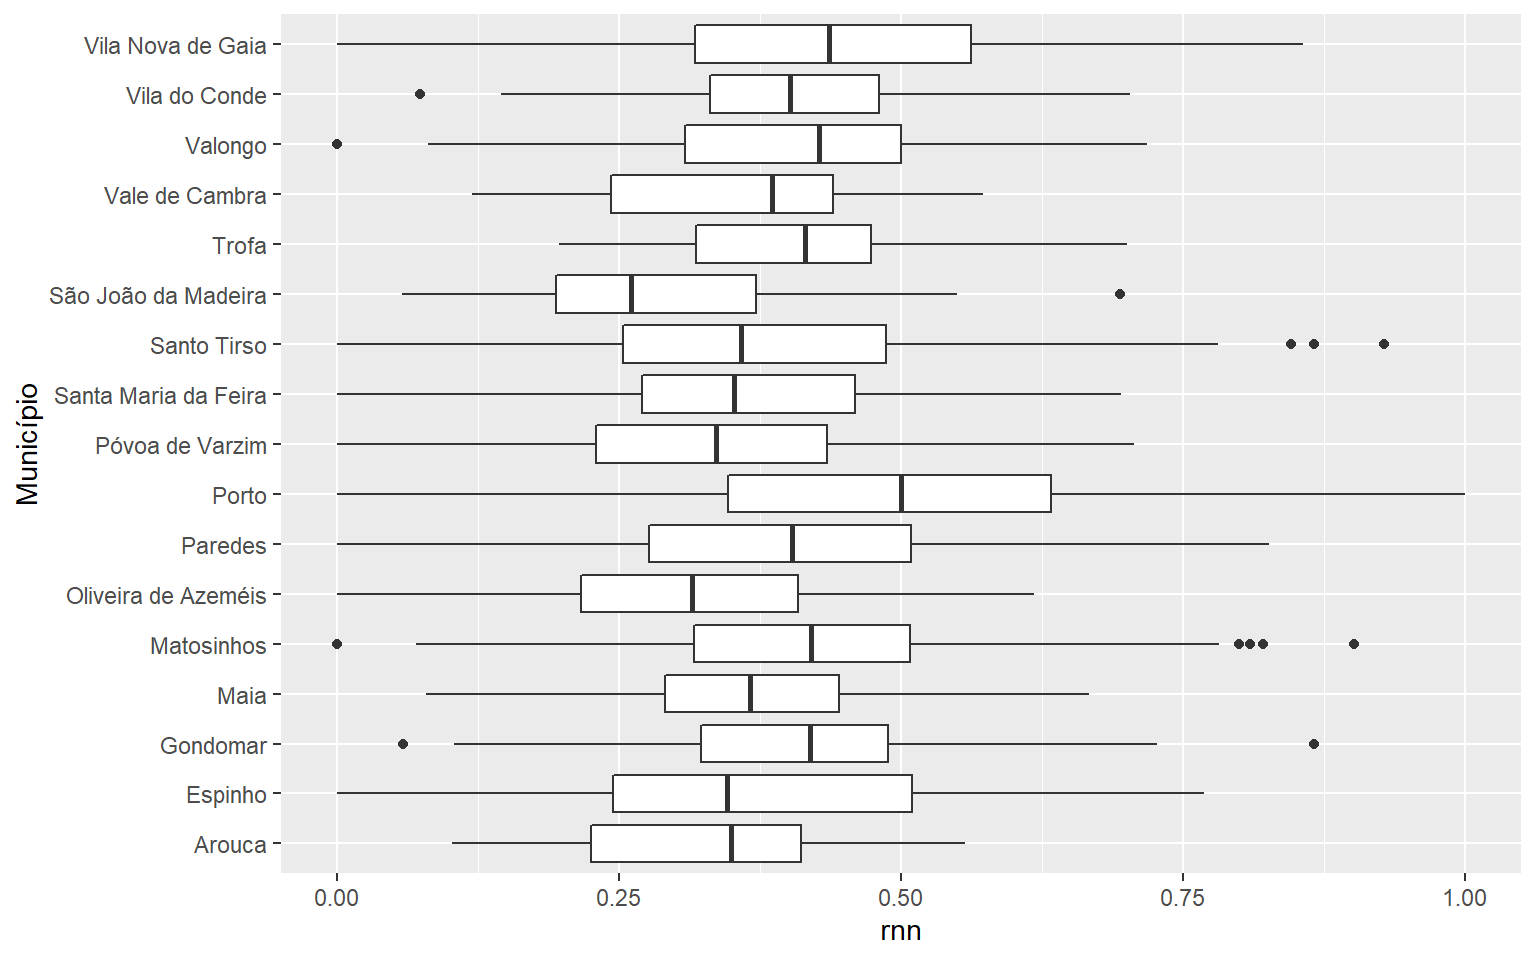 Município
Vila Nova de Gaia
Vila do Conde
Valongo
Vale de Cambra
Trofa
São João da Madeira
Santo Tirso
Santa Maria da Feira
Póvoa de Varzim
Porto
Paredes
Oliveira de Azeméis
Matosinhos
Maia
Gondomar
Espinho
Arouca
0.00 0.25 0.50 0.75 1.00
rnn